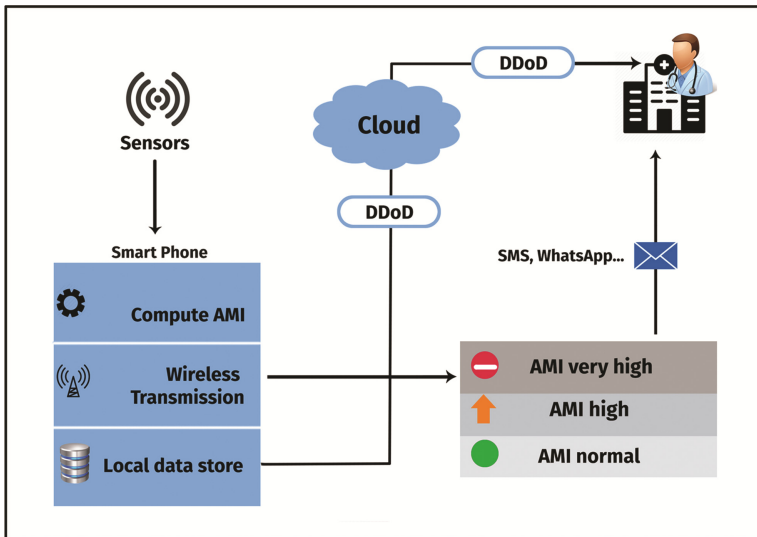 DDoD
Cloud
Sensors
DDoD
Smart Phone
SMS, WhatsApp...
Compute AMI
Wireless
Transmission
AMI very high
AMI high
Local data store
AMI normal